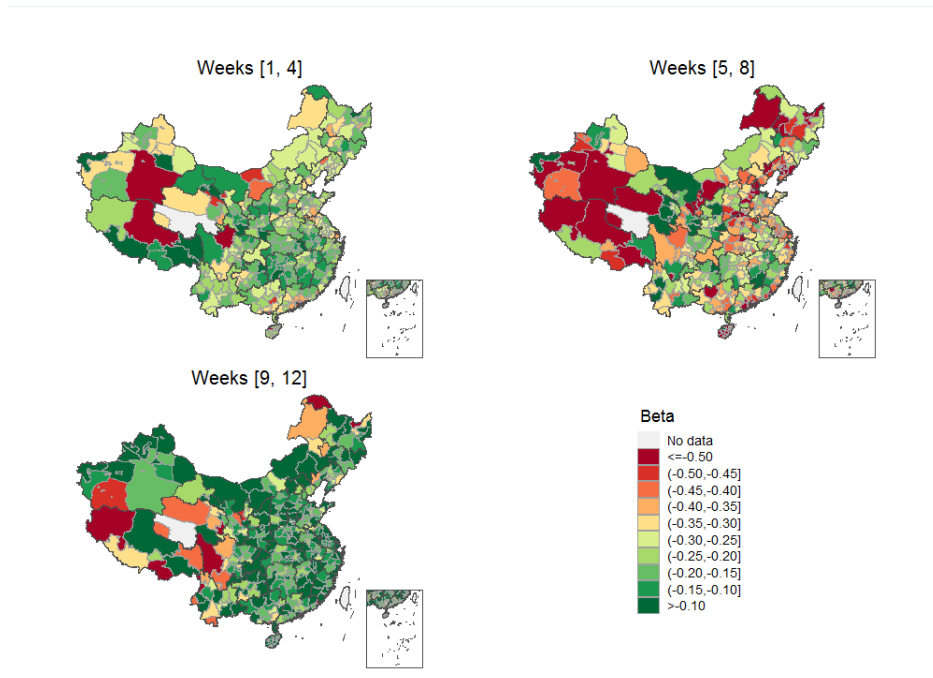 Weeks [1, 4]
Weeks [5, 8]
Weeks [9, 12]
Beta
No data
<=-0.50
(-0.50,-0.45]
(-0.45,-0.40]
(-0.40,-0.35]
(-0.35,-0.30]
(-0.30,-0.25]
(-0.25,-0.20]
(-0.20,-0.15]
(-0.15,-0.10]
>-0.10